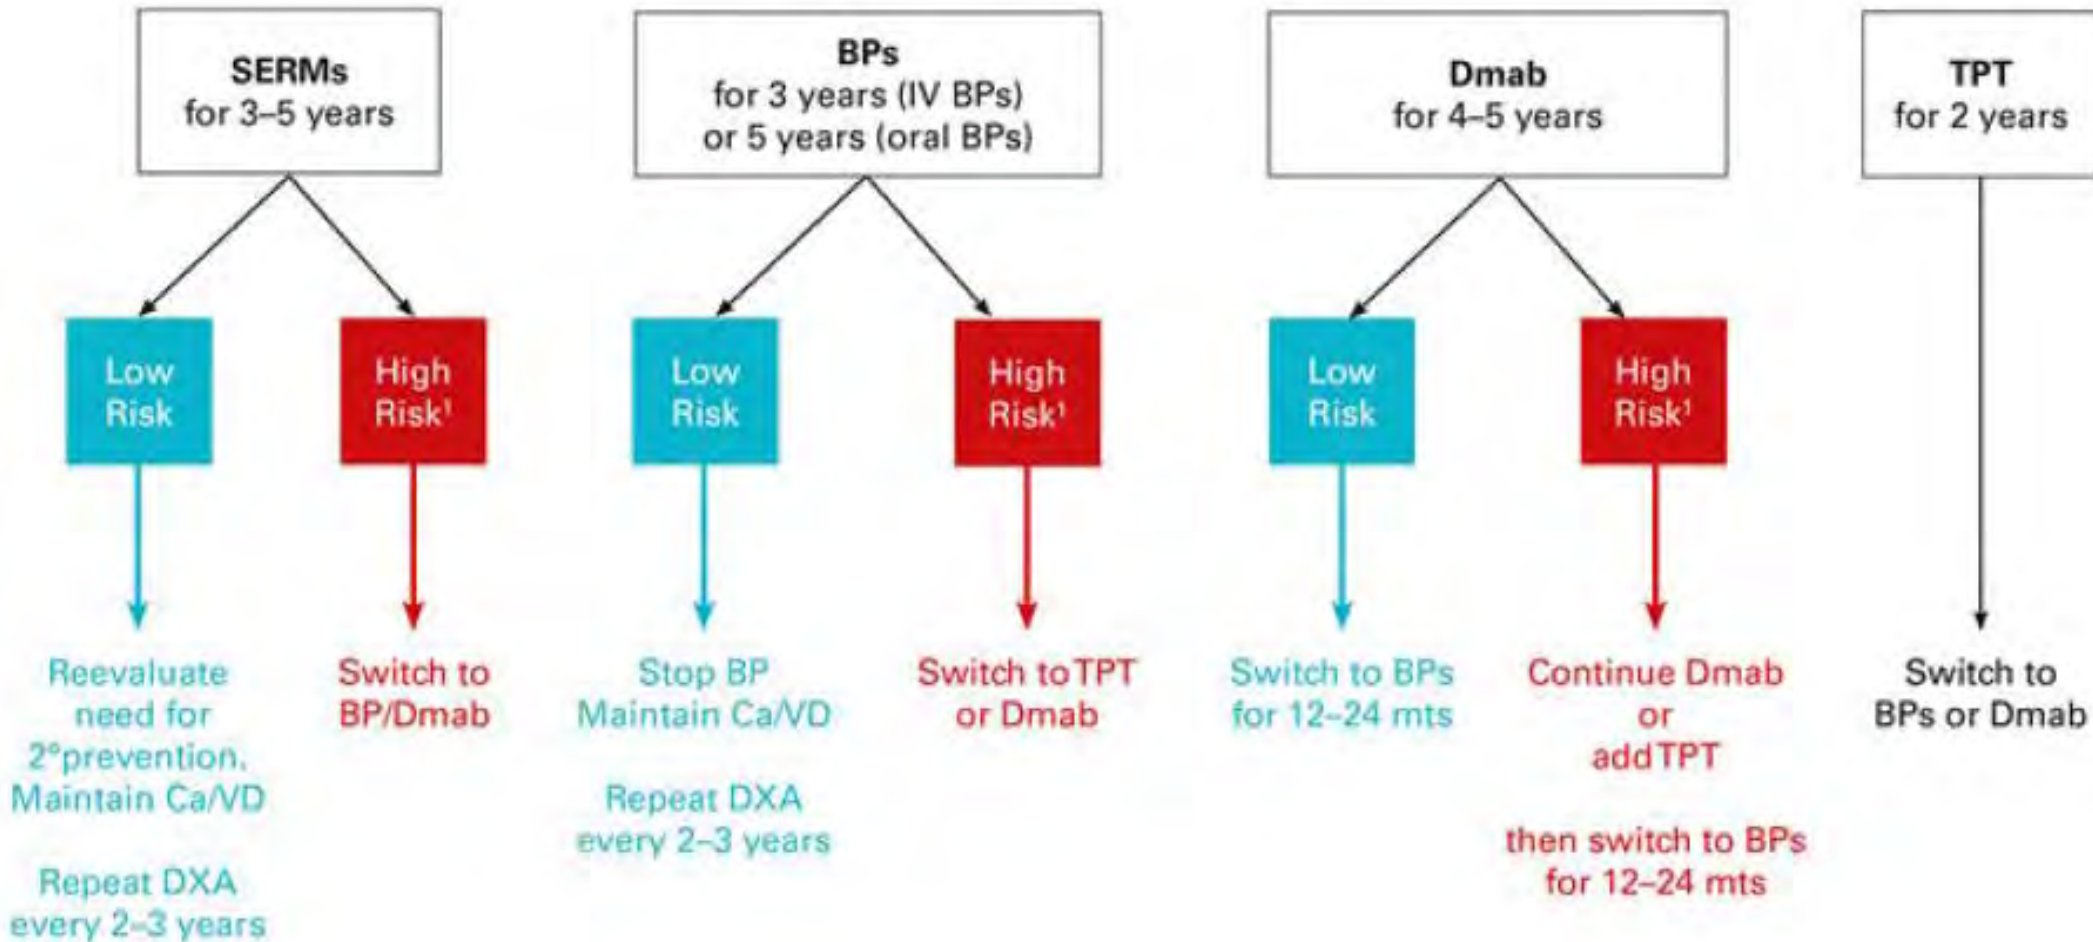 SERMs
for 3–5 years
BPs
for 3 years (IV BPs)
or 5 years (oral BPs)
Dmab
for 4–5 years
TPT
for 2 years
Low
Risk
High
Risk¹
Low
Risk
High
Risk¹
Low
Risk
High
Risk¹
Reevaluate
need for
2°prevention.
Maintain Ca/VD
Repeat DXA
every 2–3 years
Switch to
BP/Dmab
Stop BP
Maintain Ca/VD
Repeat DXA
every 2–3 years
Switch to TPT
or Dmab
Switch to BPs
for 12–24 mts
Continue Dmab
or
add TPT
then switch to BPs
for 12–24 mts
Switch to
BPs or Dmab